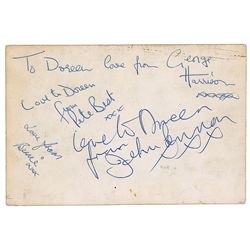 To Doreen love from George
Harrison
xxxxxx
Love to Doreen
from
Pete Best
xxx
Love from
love to Doreen
from
John Lennon
xxx